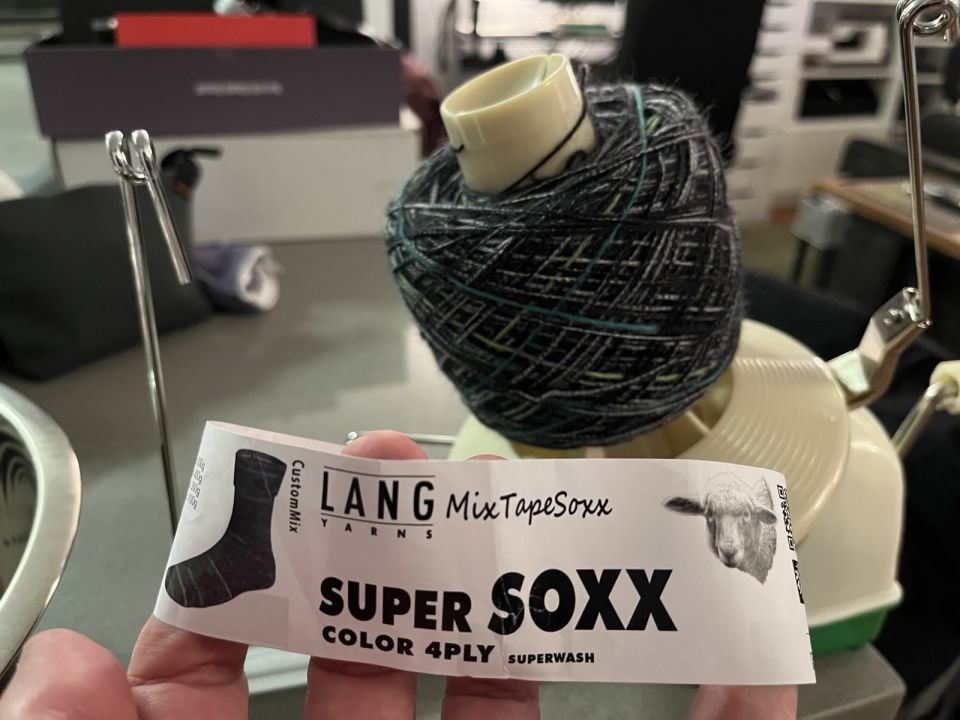 CustomMix
LANG
YARNS
MixTapeSoxx
SUPER SOXX
COLOR 4PLY SUPERWASH